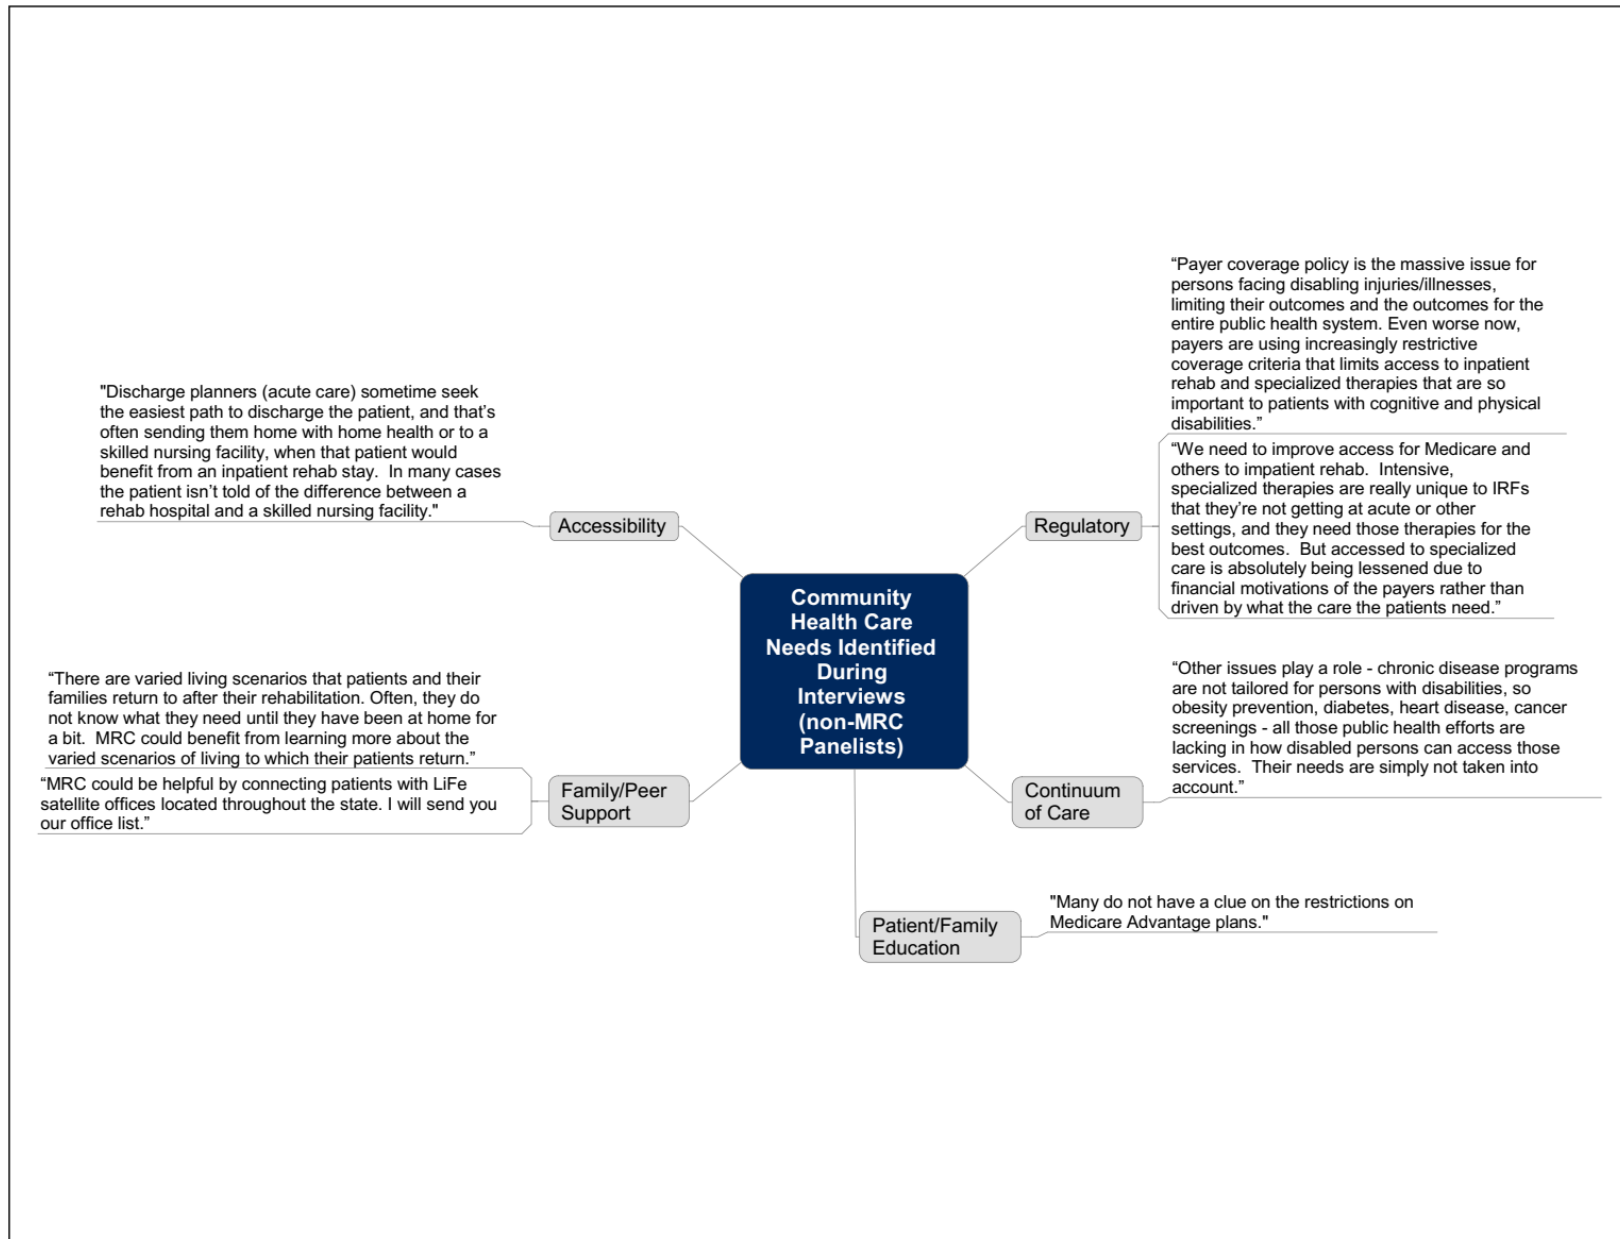 "Discharge planners (acute care) sometime seek
the easiest path to discharge the patient, and that’s
often sending them home with home health or to a
skilled nursing facility, when that patient would
benefit from an inpatient rehab stay.  In many cases
the patient isn’t told of the difference between a
rehab hospital and a skilled nursing facility."
Accessibility
“There are varied living scenarios that patients and their
families return to after their rehabilitation. Often, they do
not know what they need until they have been at home for
a bit.  MRC could benefit from learning more about the
varied scenarios of living to which their patients return.”
“MRC could be helpful by connecting patients with LiFe
satellite offices located throughout the state. I will send you
our office list.”
Family/Peer
Support
Community
Health Care
Needs Identified
During
Interviews
(non-MRC
Panelists)
“Payer coverage policy is the massive issue for
persons facing disabling injuries/illnesses,
limiting their outcomes and the outcomes for the
entire public health system. Even worse now,
payers are using increasingly restrictive
coverage criteria that limits access to inpatient
rehab and specialized therapies that are so
important to patients with cognitive and physical
disabilities.”
“We need to improve access for Medicare and
others to impatient rehab.  Intensive,
specialized therapies are really unique to IRFs
that they’re not getting at acute or other
settings, and they need those therapies for the
best outcomes.  But accessed to specialized
care is absolutely being lessened due to
financial motivations of the payers rather than
driven by what the care the patients need.”
Regulatory
“Other issues play a role - chronic disease programs
are not tailored for persons with disabilities, so
obesity prevention, diabetes, heart disease, cancer
screenings - all those public health efforts are
lacking in how disabled persons can access those
services.  Their needs are simply not taken into
account.”
Continuum
of Care
"Many do not have a clue on the restrictions on
Medicare Advantage plans."
Patient/Family
Education